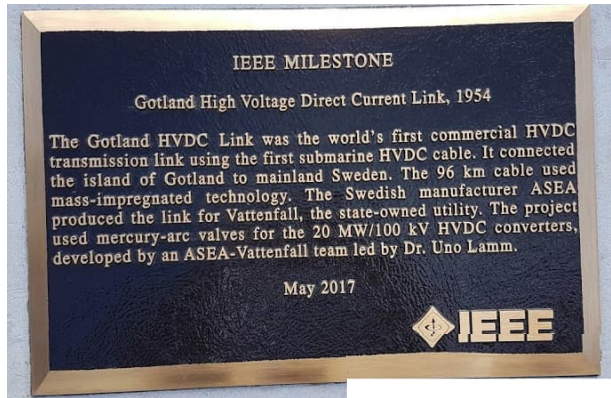 IEEE MILESTONE
Gotland High Voltage Direct Current Link, 1954
The Gotland HVDC Link was the world's first commercial HVDC
transmission link using the first submarine HVDC cable. It connected
the island of Gotland to mainland Sweden. The 96 km cable used
mass-impregnated technology. The Swedish manufacturer ASEA
produced the link for Vattenfall, the state-owned utility. The project
used mercury-arc valves for the 20 MW/100 kV HVDC converters,
developed by an ASEA-Vattenfall team led by Dr. Uno Lamm.
May 2017
IEEE